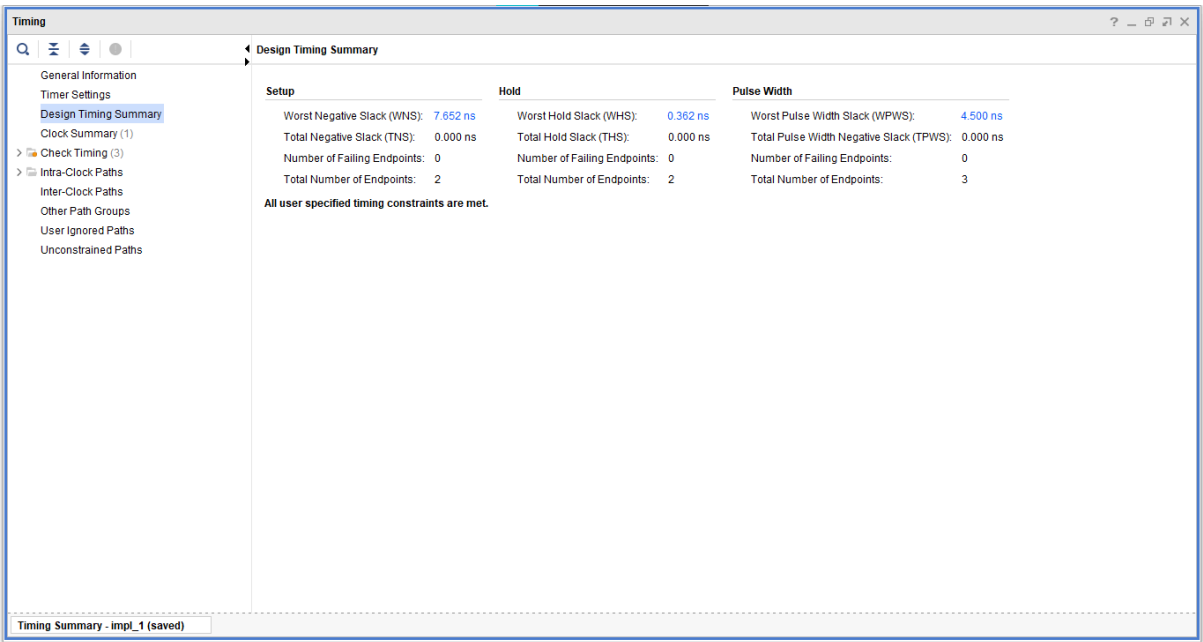 Timing
Design Timing Summary
General Information
Timer Settings
Design Timing Summary
Clock Summary (1)
Check Timing (3)
Intra-Clock Paths
Inter-Clock Paths
Other Path Groups
User Ignored Paths
Unconstrained Paths
Setup
Worst Negative Slack (WNS): 7.652 ns
Total Negative Slack (TNS): 0.000 ns
Number of Failing Endpoints: 0
Total Number of Endpoints: 2
Hold
Worst Hold Slack (WHS): 0.362 ns
Total Hold Slack (THS): 0.000 ns
Number of Failing Endpoints: 0
Total Number of Endpoints: 2
Pulse Width
Worst Pulse Width Slack (WPWS): 4.500 ns
Total Pulse Width Negative Slack (TPWS): 0.000 ns
Number of Failing Endpoints: 0
Total Number of Endpoints: 3
All user specified timing constraints are met.
Timing Summary - impl_1 (saved)